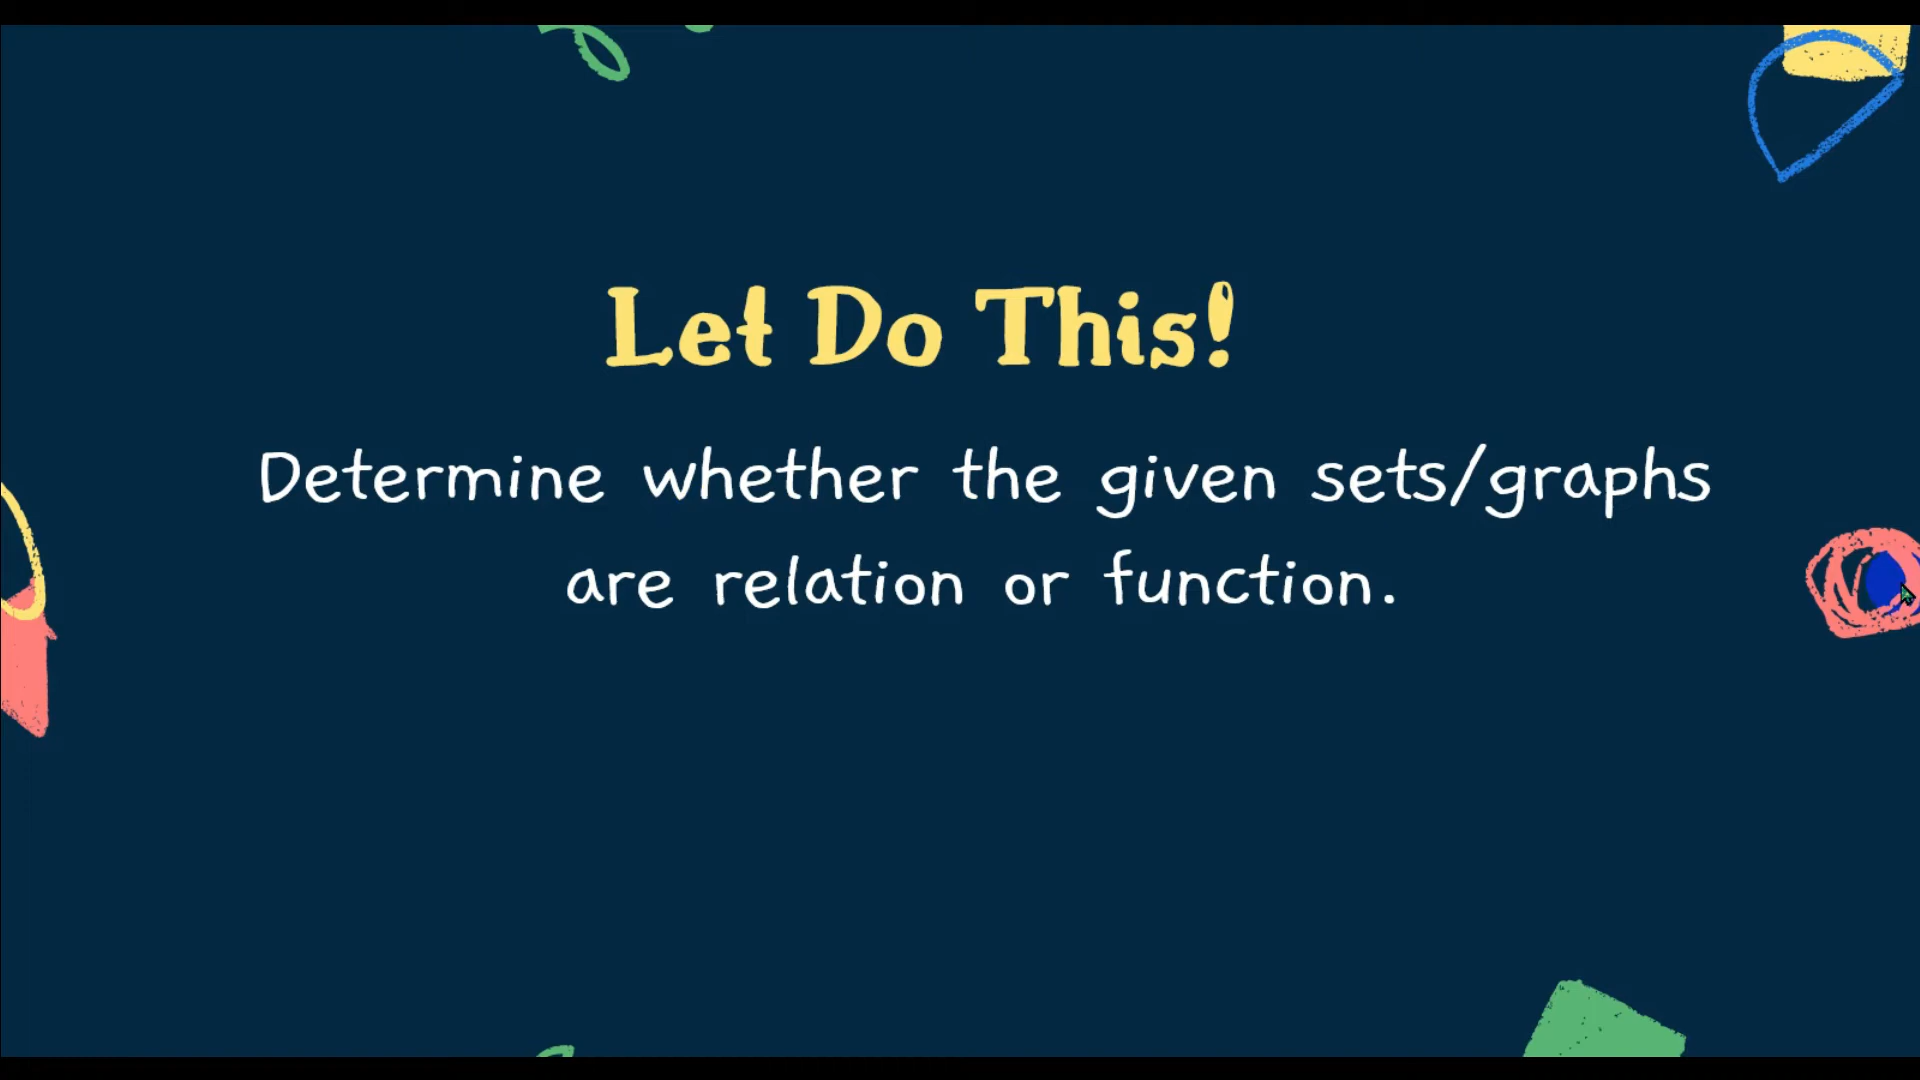 Let Do This!
Determine whether the given sets/graphs
are relation or function.